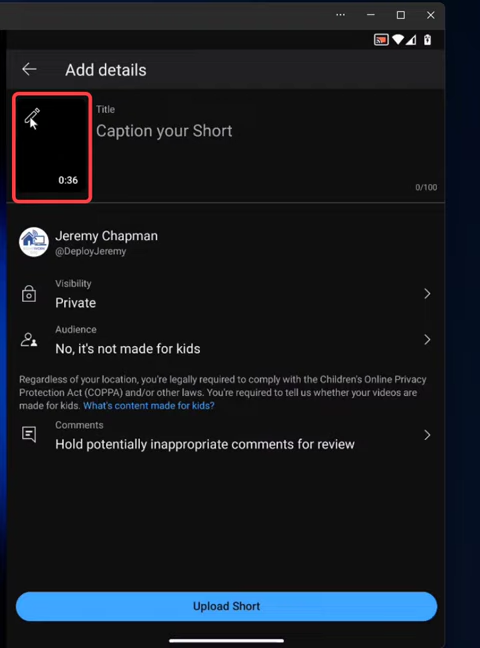 Add details
Title
Caption your Short
0:36
0/100
Jeremy Chapman
@DeployJeremy
Visibility
Private
Audience
No, it's not made for kids
Regardless of your location, you're legally required to comply with the Children's Online Privacy
Protection Act (COPPA) and/or other laws. You're required to tell us whether your videos are
made for kids. What's content made for kids?
Comments
Hold potentially inappropriate comments for review
Upload Short